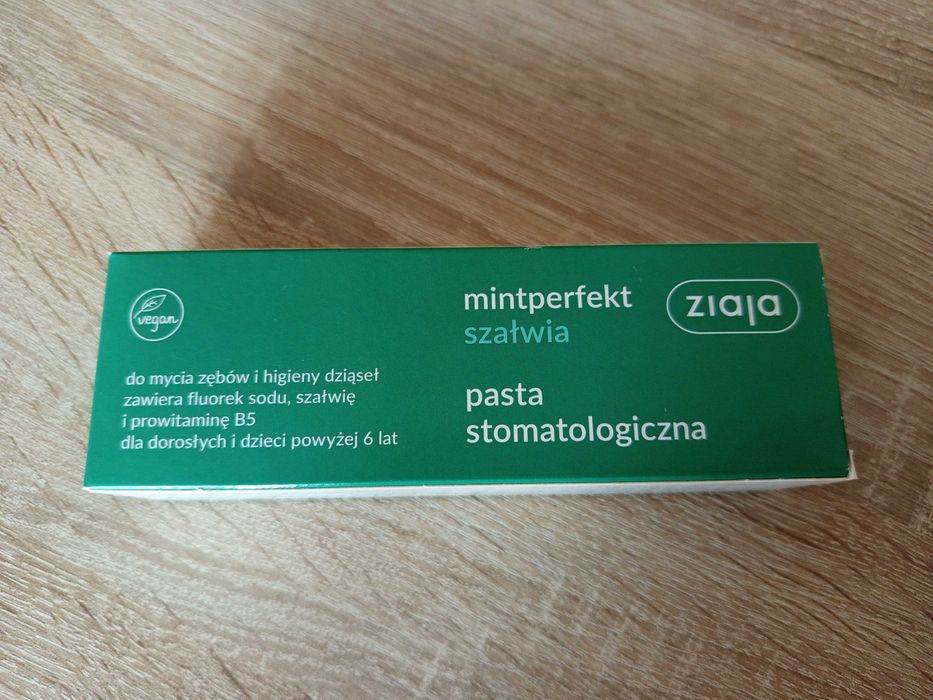 vegan
do mycia zębów i higieny dziąseł
zawiera fluorek sodu, szałwię
i prowitaminę B5
dla dorosłych i dzieci powyżej 6 lat
mintperfekt
szałwia
pasta
stomatologiczna
ziaja